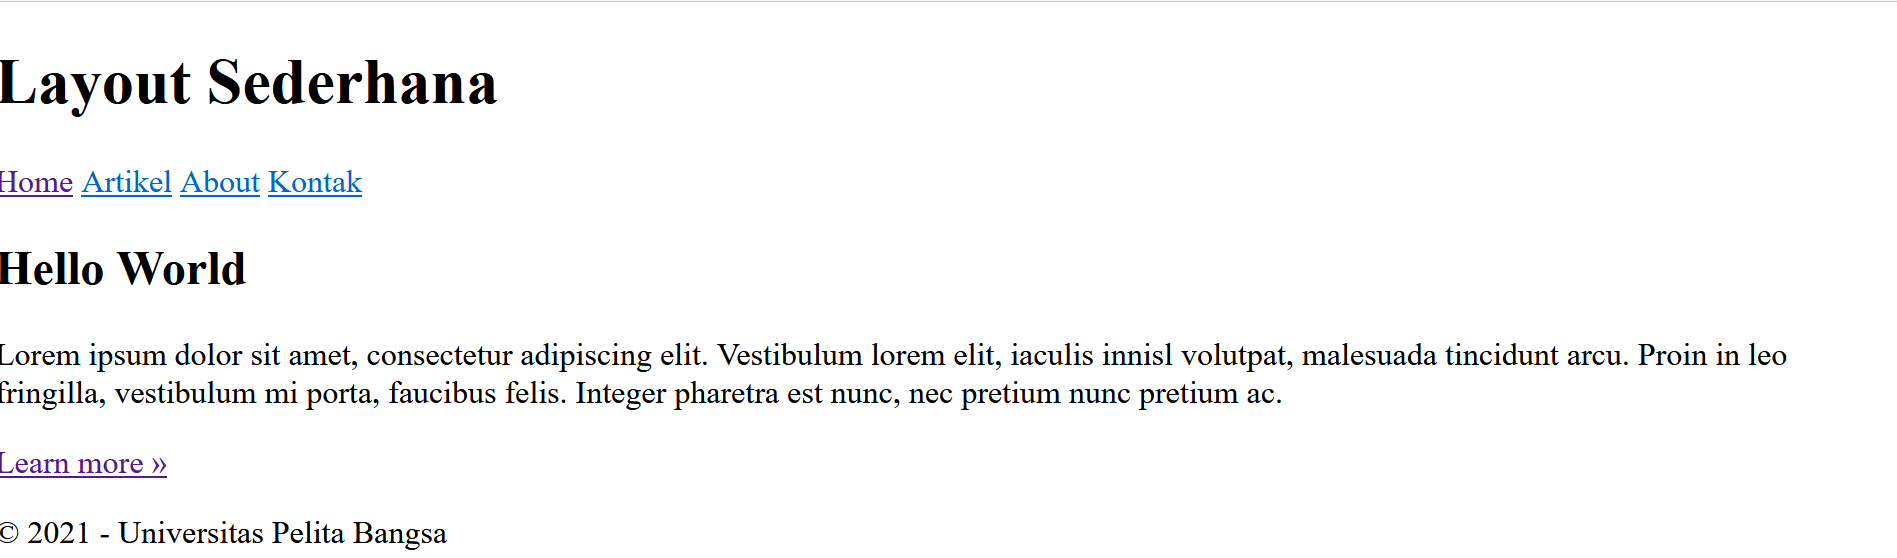 Layout Sederhana
Home Artikel About Kontak
Hello World
Lorem ipsum dolor sit amet, consectetur adipiscing elit. Vestibulum lorem elit, iaculis innisl volutpat, malesuada tincidunt arcu. Proin in leo
fringilla, vestibulum mi porta, faucibus felis. Integer pharetra est nunc, nec pretium nunc pretium ac.
Learn more »
© 2021 - Universitas Pelita Bangsa